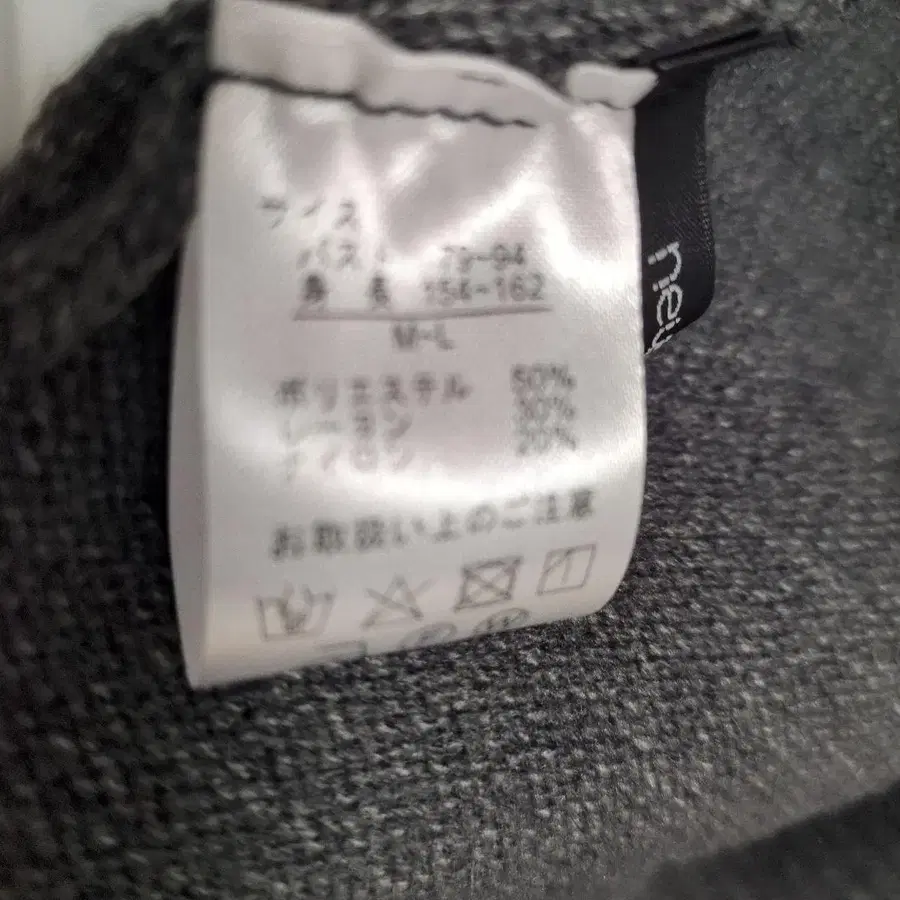 サイズ
バスト 79-94
身長 154-162
M-L
ポリエステル 50%
レーヨン 30%
ナイロン 20%
お取扱い上のご注意
nei